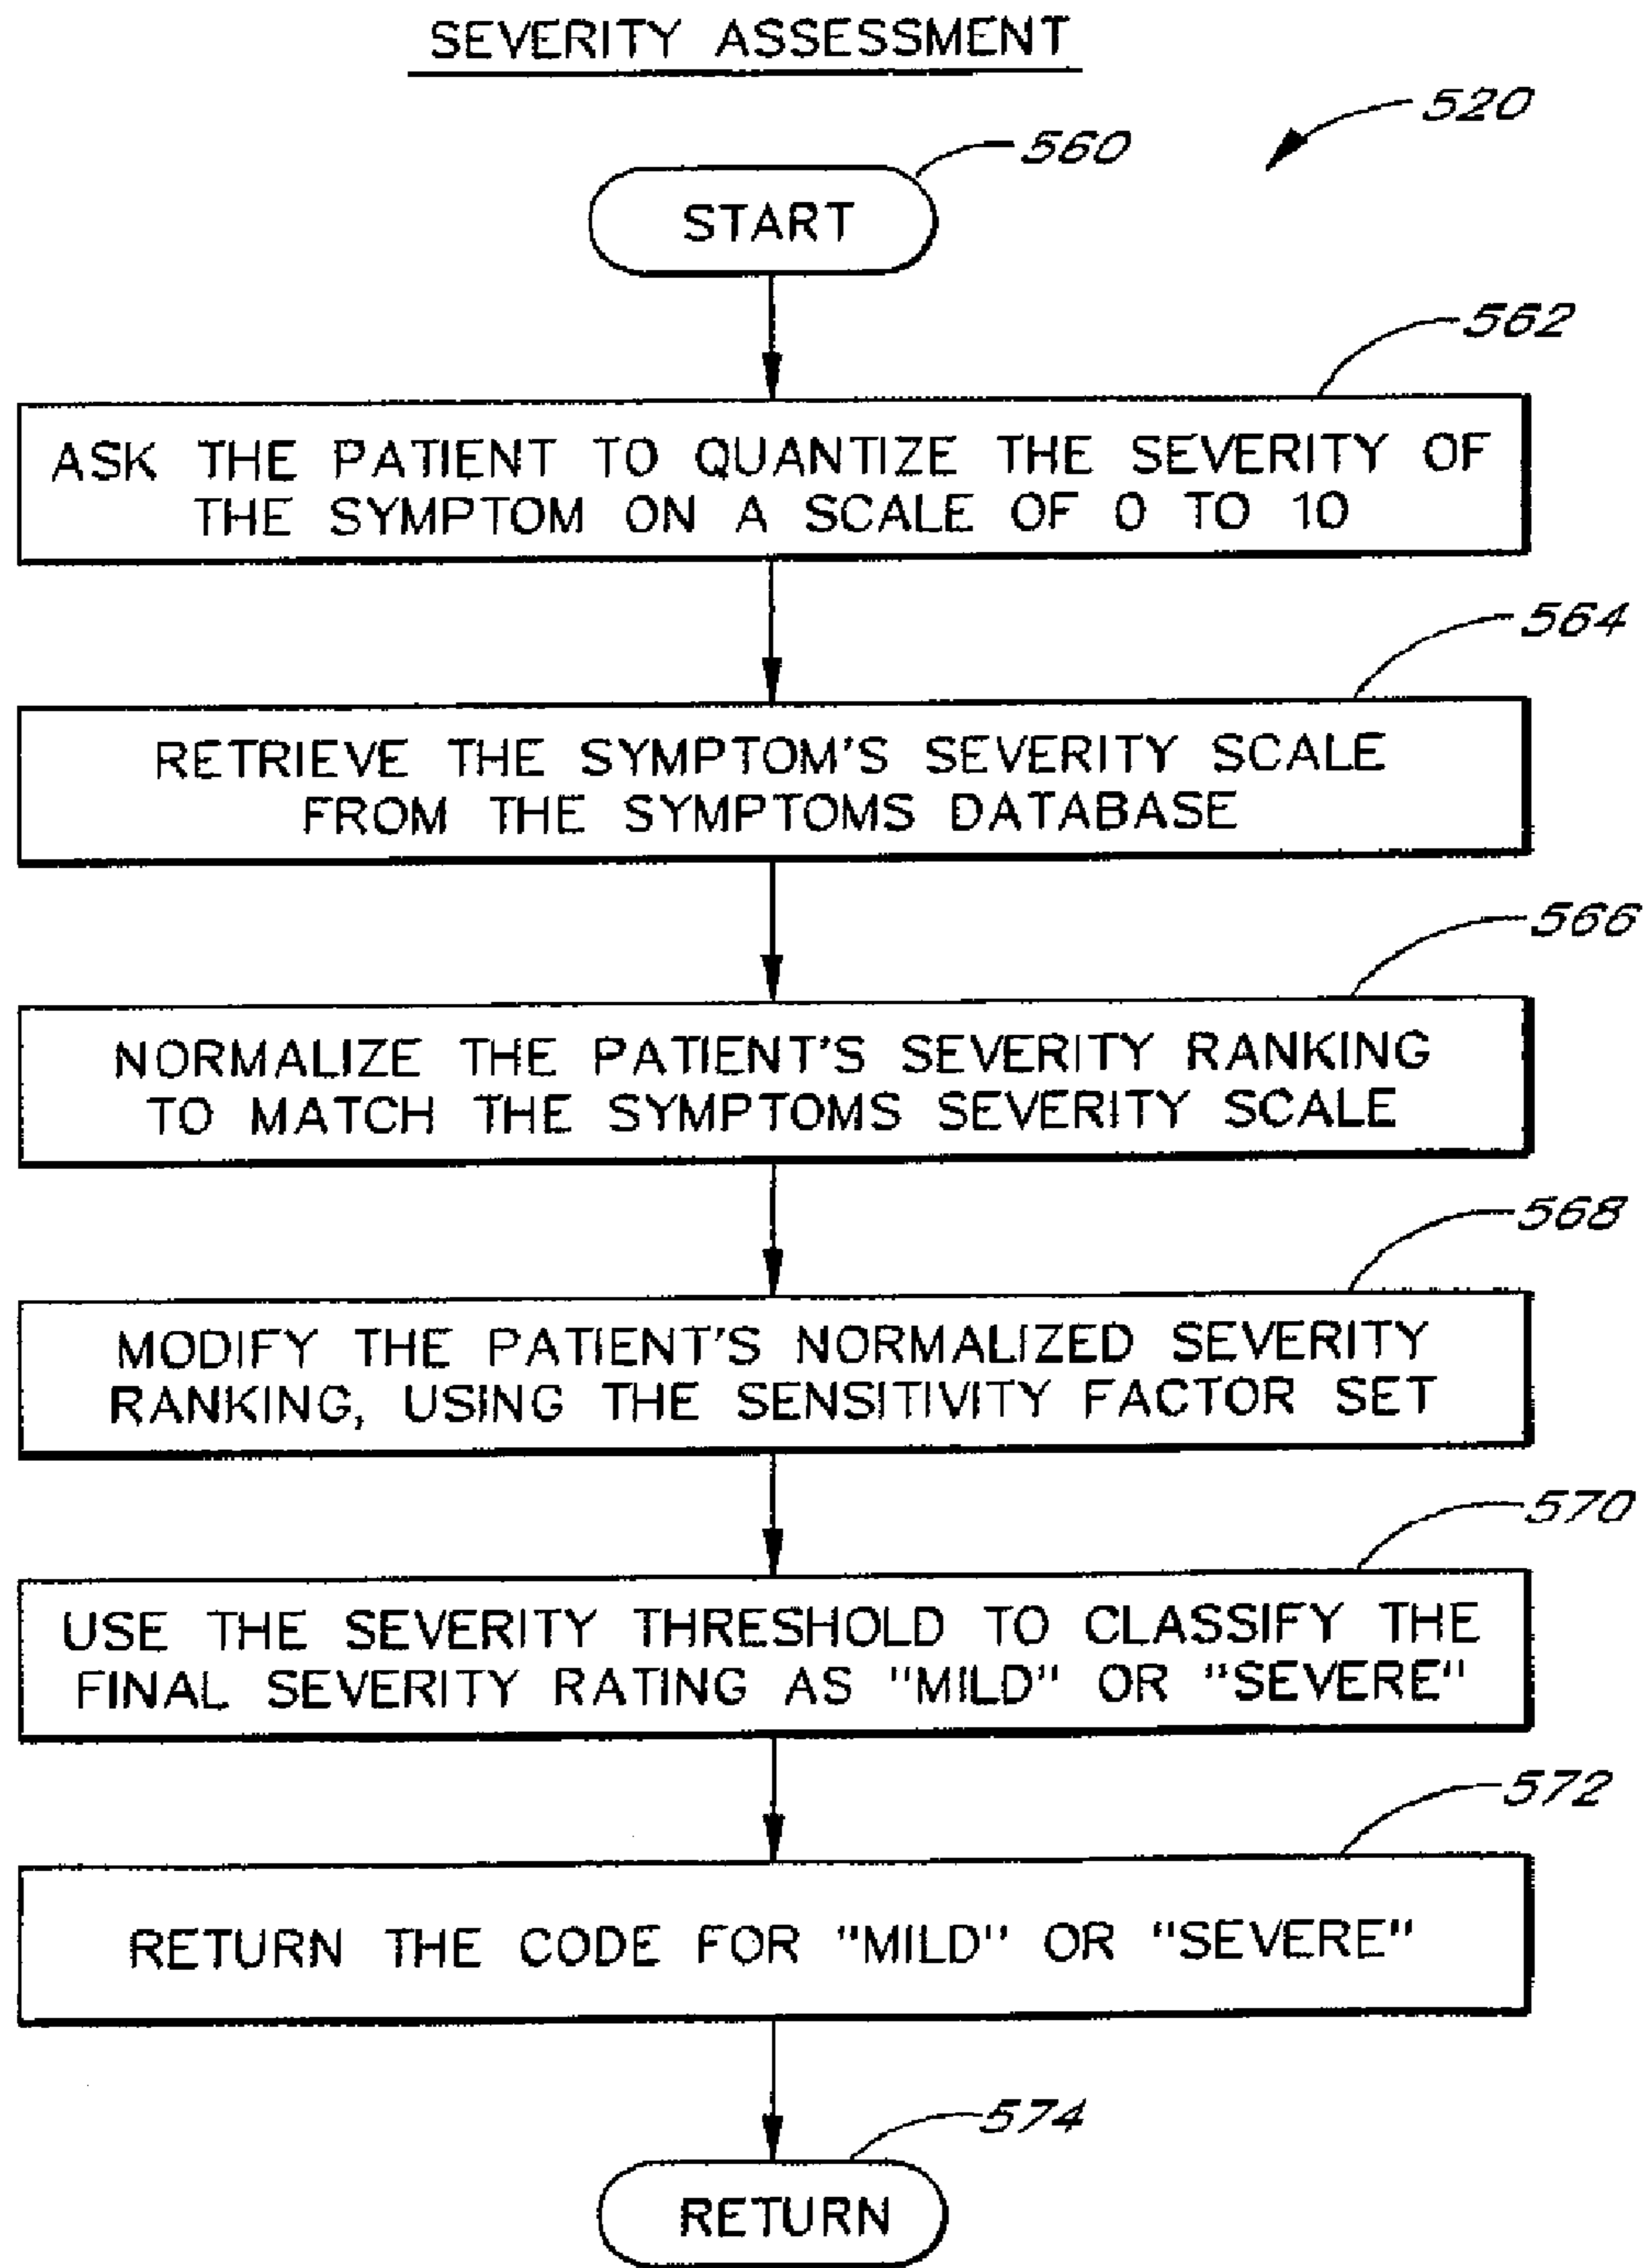 SEVERITY ASSESSMENT
520
560
START
562
ASK THE PATIENT TO QUANTIZE THE SEVERITY OF
THE SYMPTOM ON A SCALE OF 0 TO 10
564
RETRIEVE THE SYMPTOM'S SEVERITY SCALE
FROM THE SYMPTOMS DATABASE
566
NORMALIZE THE PATIENT'S SEVERITY RANKING
TO MATCH THE SYMPTOMS SEVERITY SCALE
568
MODIFY THE PATIENT'S NORMALIZED SEVERITY
RANKING, USING THE SENSITIVITY FACTOR SET
570
USE THE SEVERITY THRESHOLD TO CLASSIFY THE
FINAL SEVERITY RATING AS "MILD" OR "SEVERE"
572
RETURN THE CODE FOR "MILD" OR "SEVERE"
574
RETURN